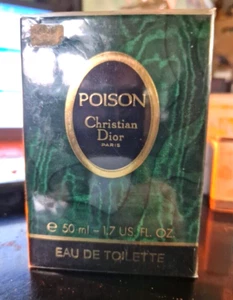 POISON
Christian
Dior
PARIS
℮ 50 ml - 1.7 US. FL. OZ.
EAU DE TOILETTE